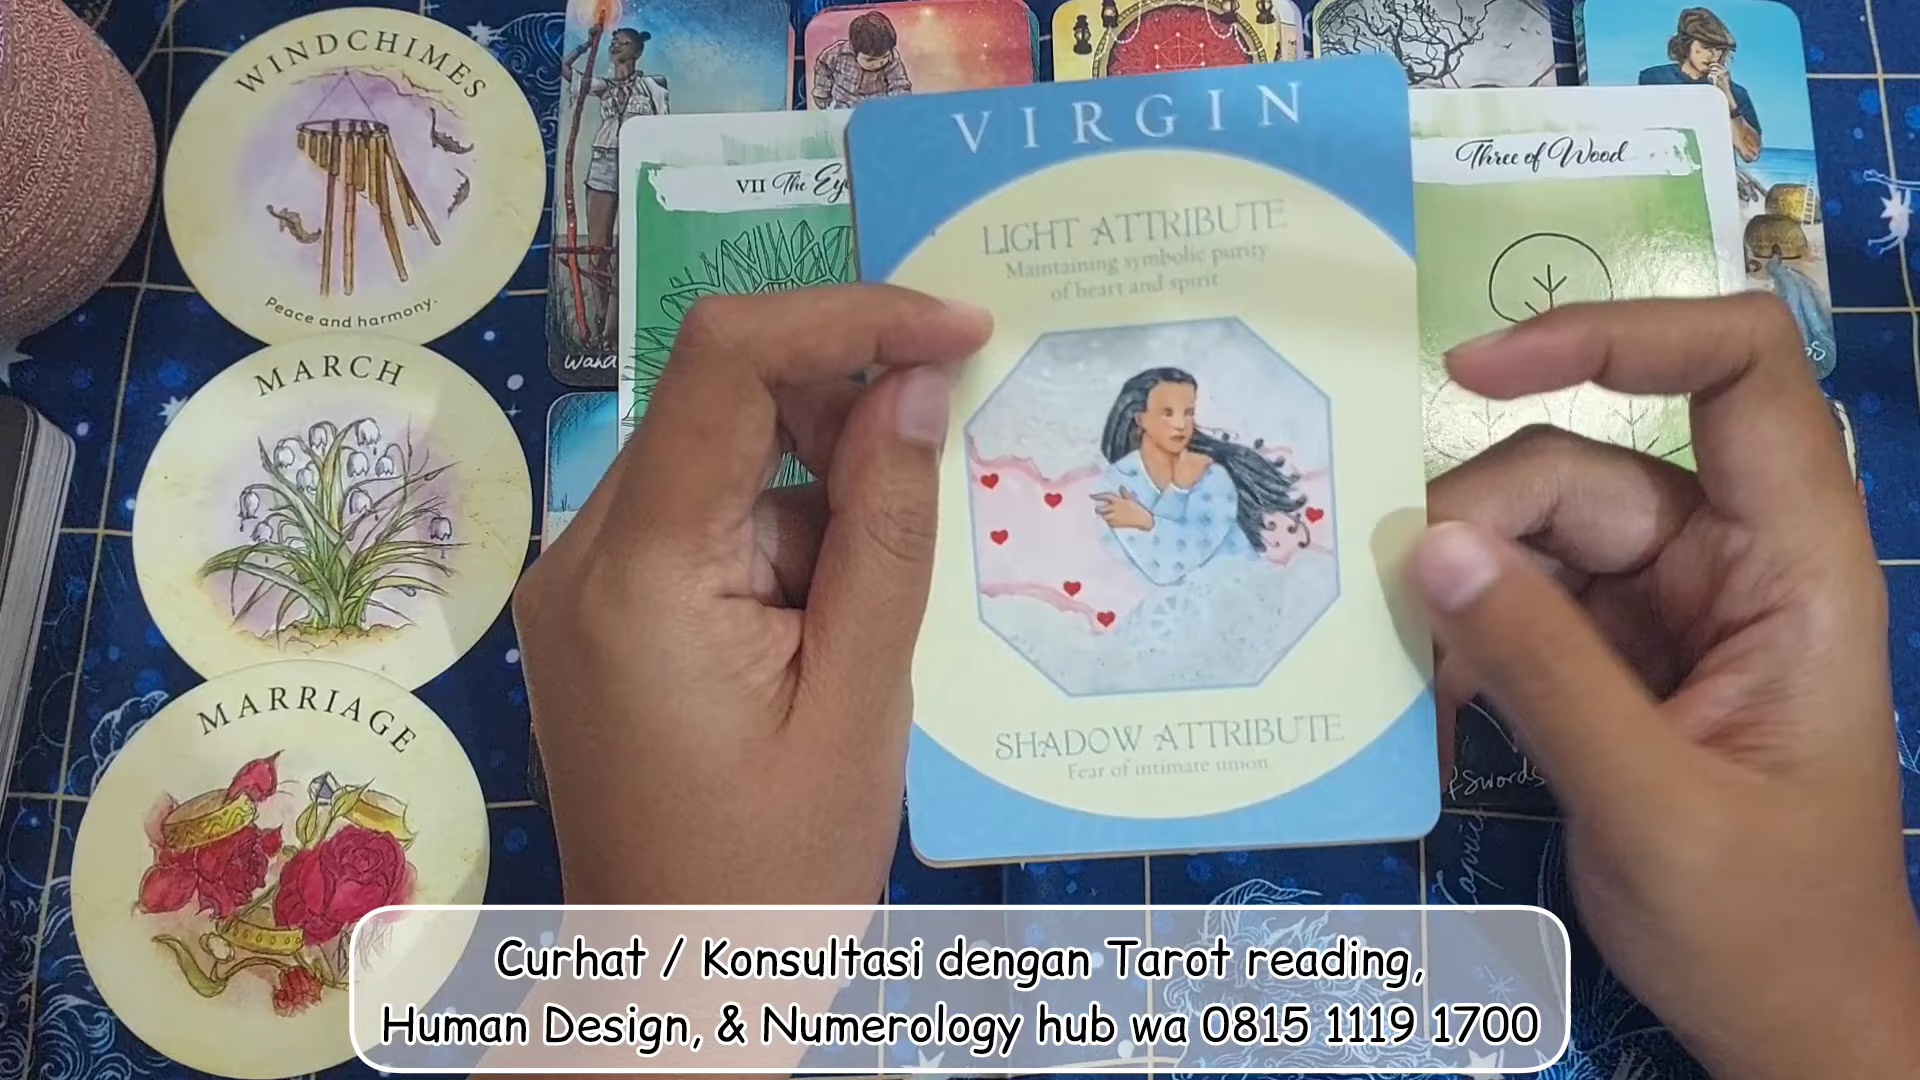 WINDCHIMES
Peace and harmony.
MARCH
MARRIAGE
VII The
Three of Wood
VIRGIN
LIGHT ATTRIBUTE
Maintaining symbolic purity
of heart and spirit
SHADOW ATTRIBUTE
Fear of intimate union
Swords
Curhat / Konsultasi dengan Tarot reading,
Human Design, & Numerology hub wa 0815 1119 1700